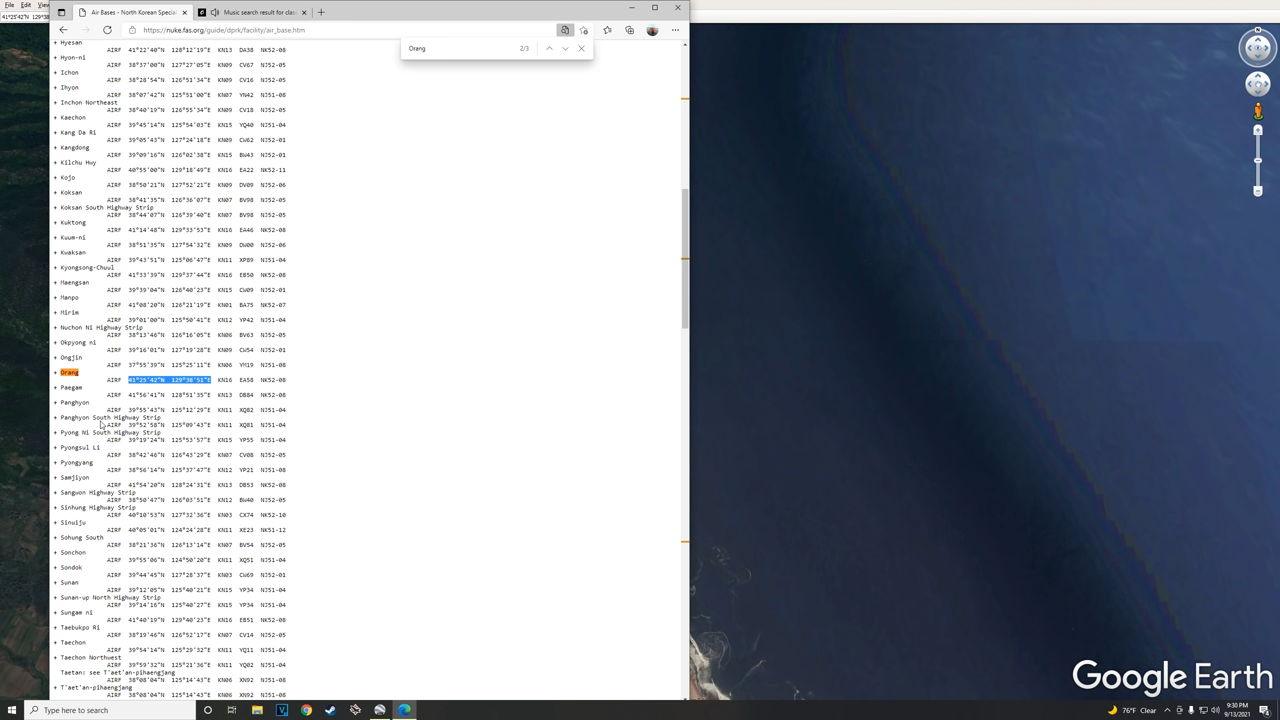 File Edit View
41°25'42"N 129°38
Air Bases - North Korean Special
Music search result for clas
https://nuke.fas.org/guide/dprk/facility/air_base.htm
Orang 2/3
+ Hyesan
AIRF 41°22'40"N 128°12'19"E KN13 DA38 NK52-08
+ Hyon-ni
AIRF 38°37'00"N 127°27'05"E KN09 CV67 NJ52-05
+ Ichon
AIRF 38°28'54"N 126°51'34"E KN09 CV16 NJ52-05
+ Ihyon
AIRF 38°07'42"N 125°51'00"E KN07 YN42 NJ51-08
+ Inchon Northeast
AIRF 38°40'19"N 126°55'34"E KN09 CV18 NJ52-05
+ Kaechon
AIRF 39°45'14"N 125°54'03"E KN15 YQ40 NJ51-04
+ Kang Da Ri
AIRF 39°05'43"N 127°24'18"E KN09 CW62 NJ52-01
+ Kangdong
AIRF 39°09'16"N 126°02'38"E KN15 BW43 NJ52-01
+ Kilchu Hwy
AIRF 40°55'00"N 129°18'49"E KN16 EA22 NK52-11
+ Kojo
AIRF 38°50'21"N 127°52'21"E KN09 DV09 NJ52-06
+ Koksan
AIRF 38°41'35"N 126°36'07"E KN07 BV98 NJ52-05
+ Koksan South Highway Strip
AIRF 38°44'07"N 126°39'40"E KN07 BV98 NJ52-05
+ Kuktong
AIRF 41°14'48"N 129°33'53"E KN16 EA46 NK52-08
+ Kuum-ni
AIRF 38°51'35"N 127°54'32"E KN09 DW00 NJ52-06
+ Kwaksan
AIRF 39°43'51"N 125°06'47"E KN11 XP89 NJ51-04
+ Kyongsong-Chuul
AIRF 41°33'39"N 129°37'44"E KN16 EB50 NK52-08
+ Maengsan
AIRF 39°39'04"N 126°40'23"E KN15 CW09 NJ52-01
+ Manpo
AIRF 41°08'20"N 126°21'19"E KN01 BA75 NK52-07
+ Mirim
AIRF 39°01'00"N 125°50'41"E KN12 YP42 NJ51-04
+ Nuchon Ni Highway Strip
AIRF 38°13'46"N 126°16'05"E KN06 BV63 NJ52-05
+ Okpyong ni
AIRF 39°16'01"N 127°19'28"E KN09 CW54 NJ52-01
+ Ongjin
AIRF 37°55'39"N 125°25'11"E KN06 YM19 NJ51-08
+ Orang
AIRF 41°25'42"N 129°38'51"E KN16 EA58 NK52-08
+ Paegam
AIRF 41°56'41"N 128°51'35"E KN13 DB84 NK52-08
+ Panghyon
AIRF 39°55'43"N 125°12'29"E KN11 XQ82 NJ51-04
+ Panghyon South Highway Strip
AIRF 39°52'58"N 125°09'43"E KN11 XQ81 NJ51-04
+ Pyong Ni South Highway Strip
AIRF 39°19'24"N 125°53'57"E KN15 YP55 NJ51-04
+ Pyongsul Li
AIRF 38°42'46"N 126°43'29"E KN07 CV08 NJ52-05
+ Pyongyang
AIRF 38°56'14"N 125°37'47"E KN12 YP21 NJ51-08
+ Samjiyon
AIRF 41°54'20"N 128°24'31"E KN13 DB53 NK52-08
+ Sangwon Highway Strip
AIRF 38°50'47"N 126°03'51"E KN12 BW40 NJ52-05
+ Sinhung Highway Strip
AIRF 40°10'53"N 127°32'36"E KN03 CX74 NK52-10
+ Sinuiju
AIRF 40°05'01"N 124°24'28"E KN11 XE23 NK51-12
+ Sohung South
AIRF 38°21'36"N 126°13'14"E KN07 BV54 NJ52-05
+ Sonchon
AIRF 39°55'06"N 124°50'20"E KN11 XQ51 NJ51-04
+ Sondok
AIRF 39°44'45"N 127°28'37"E KN03 CW69 NJ52-01
+ Sunan
AIRF 39°12'05"N 125°40'21"E KN15 YP34 NJ51-04
+ Sunan-up North Highway Strip
AIRF 39°14'16"N 125°40'27"E KN15 YP34 NJ51-04
+ Sungam ni
AIRF 41°40'19"N 129°40'23"E KN16 EB51 NK52-08
+ Taebukpo Ri
AIRF 38°19'46"N 126°52'17"E KN02 CV14 NJ52-05
+ Taechon
AIRF 39°54'14"N 125°29'32"E KN11 YQ11 NJ51-04
+ Taechon Northwest
AIRF 39°59'32"N 125°21'36"E KN11 YQ02 NJ51-04
Taetan: see T'aet'an-pihaengjang
AIRF 38°08'04"N 125°14'43"E KN06 XN92 NJ51-08
+ T'aet'an-pihaengjang
AIRF 38°08'04"N 125°14'43"E KN06 XN92 NJ51-08
N
Google Earth
Type here to search
76°F Clear
9:30 PM
9/13/2021